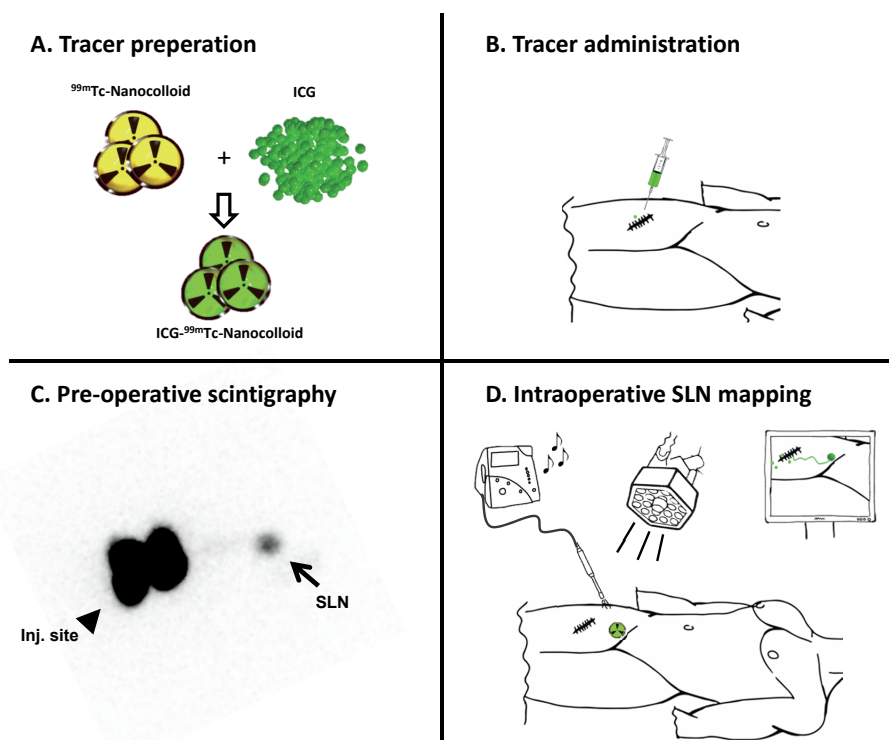 A. Tracer preperation
⁹⁹ᵐTc-Nanocolloid
ICG
+
ICG-⁹⁹ᵐTc-Nanocolloid
B. Tracer administration
C. Pre-operative scintigraphy
Inj. site
SLN
D. Intraoperative SLN mapping